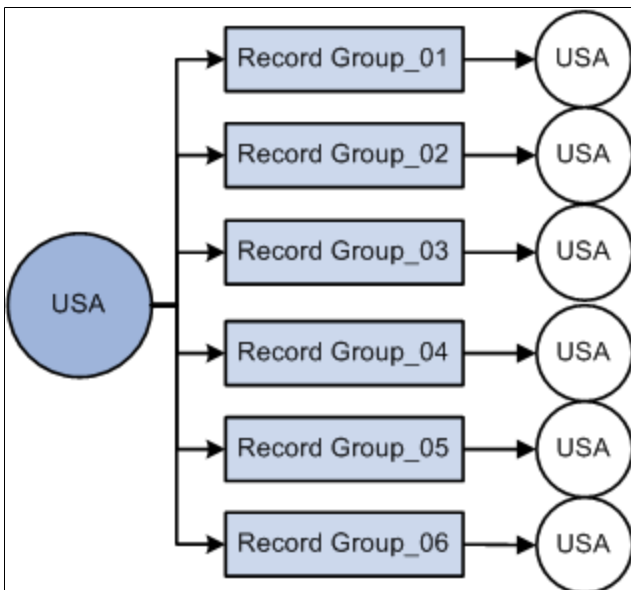 Record Group_01
USA
Record Group_02
USA
Record Group_03
USA
USA
Record Group_04
USA
Record Group_05
USA
Record Group_06
USA